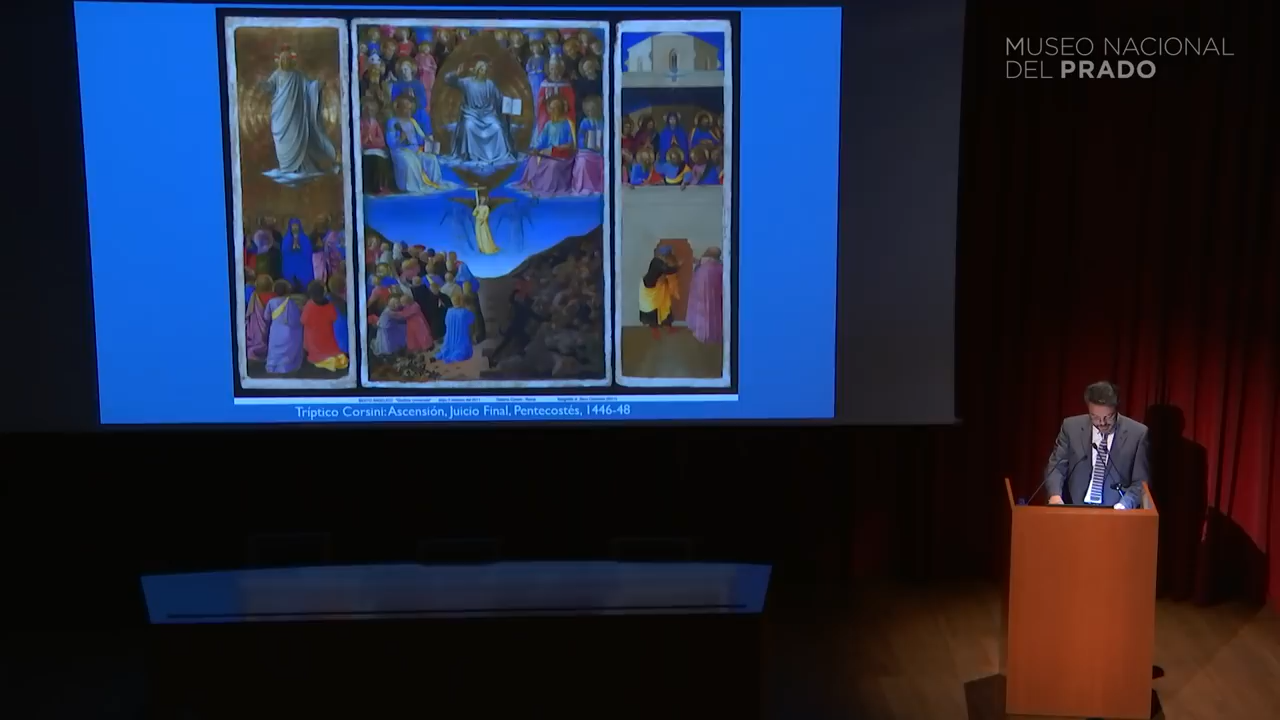 MUSEO NACIONAL
DEL PRADO
Tríptico Corsini: Ascensión, Juicio Final, Pentecostés, 1446-48